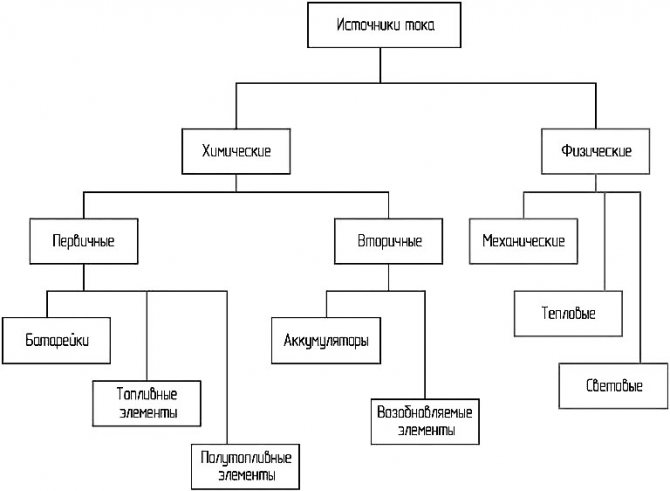 Источники тока
Химические
Физические
Первичные
Вторичные
Механические
Батарейки
Аккумуляторы
Тепловые
Топливные
элементы
Возобновляемые
элементы
Световые
Полутопливные
элементы